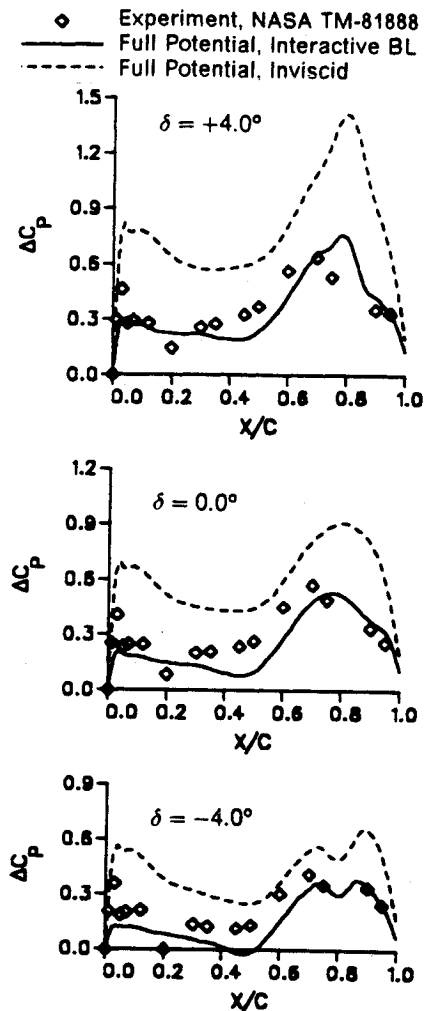 Experiment, NASA TM-81888
Full Potential, Interactive BL
Full Potential, Inviscid
1.5
δ = +4.0°
1.2
0.9
ΔCp
0.6
0.3
0.0
0.0 0.2 0.4 0.6 0.8 1.0
X/C
1.2
δ = 0.0°
0.9
ΔCp
0.6
0.3
0.0
0.0 0.2 0.4 0.6 0.8 1.0
X/C
0.9
δ = −4.0°
0.6
ΔCp
0.3
0.0
0.0 0.2 0.4 0.6 0.8 1.0
X/C